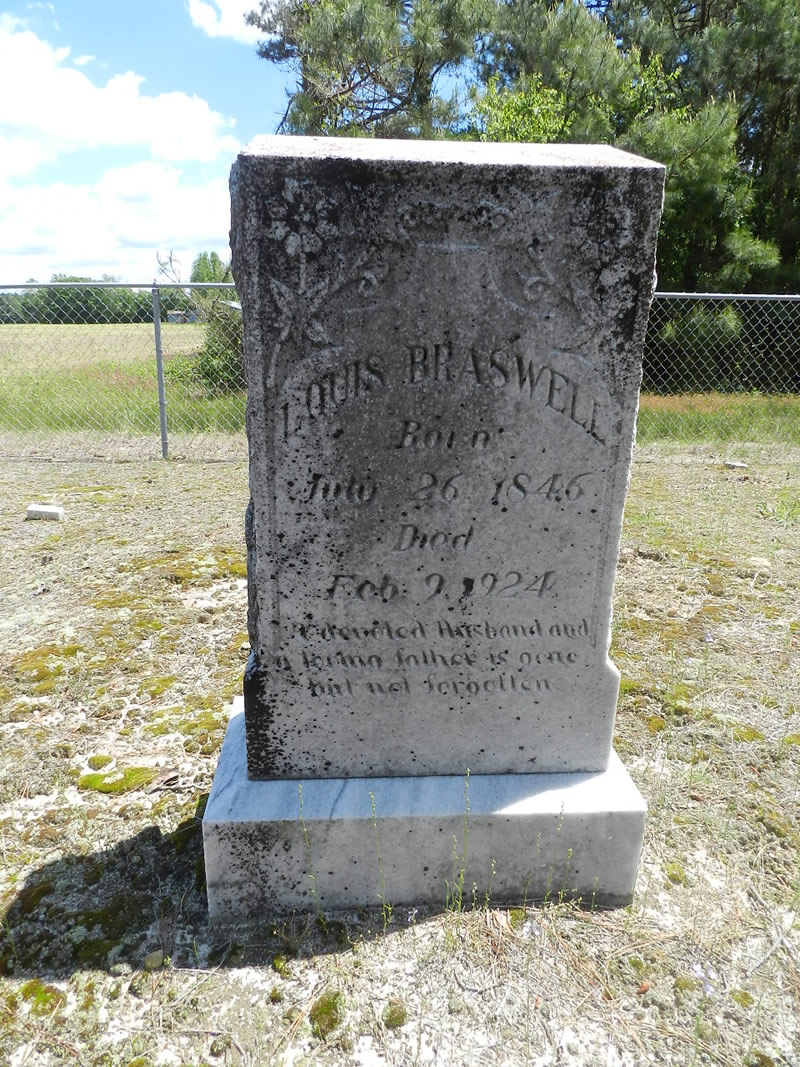 LOUIS BRASWELL
Born
July 26 1846
Died
Feb. 9, 1924.
A devoted Husband and
a loving father is gone
but not forgotten.